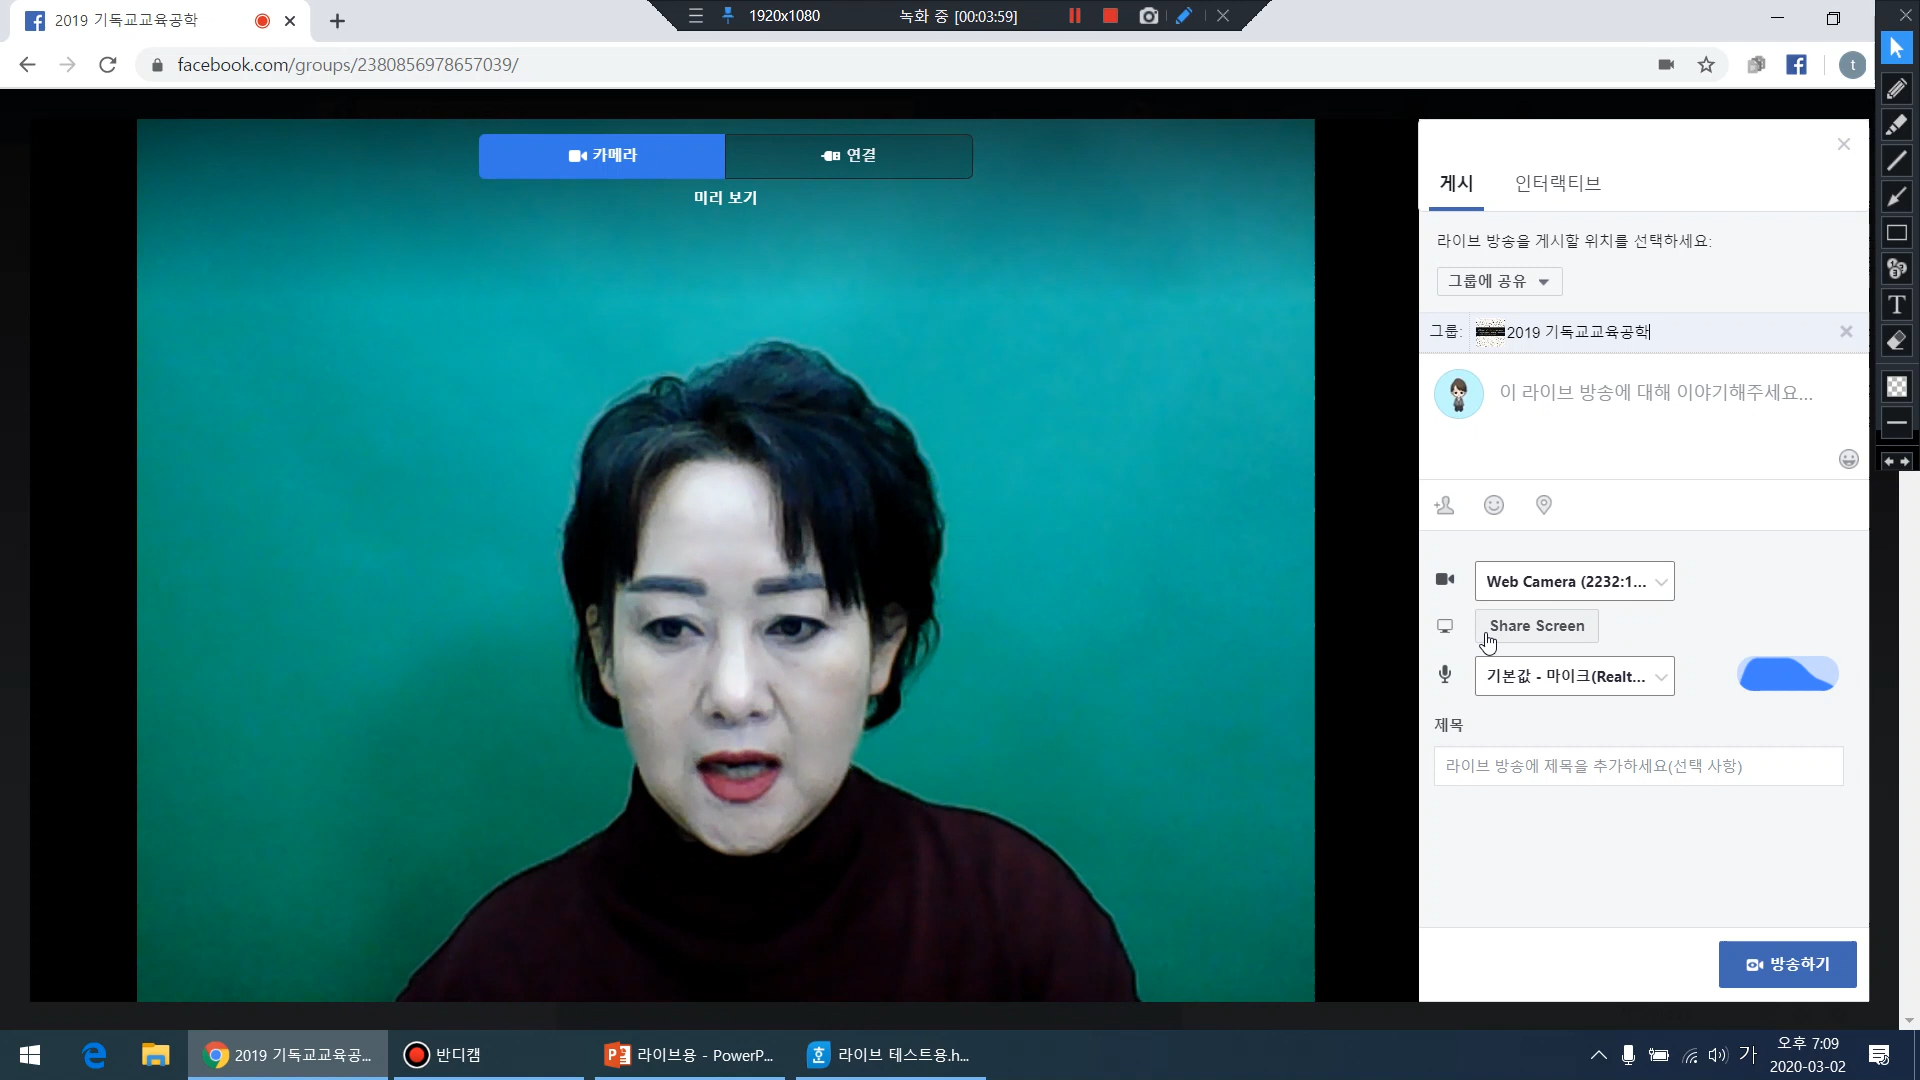 2019 기독교교육공학
1920x1080
녹화 중 [00:03:59]
facebook.com/groups/2380856978657039/
t
카메라
연결
미리 보기
게시
인터랙티브
라이브 방송을 게시할 위치를 선택하세요:
그룹에 공유
그룹:
2019 기독교교육공학
이 라이브 방송에 대해 이야기해주세요...
Web Camera (2232:1...
Share Screen
기본값 - 마이크(Realt...
제목
라이브 방송에 제목을 추가하세요(선택 사항)
방송하기
T
2019 기독교교육공...
반디캠
라이브용 - PowerP...
라이브 테스트용.h...
가
오후 7:09
2020-03-02